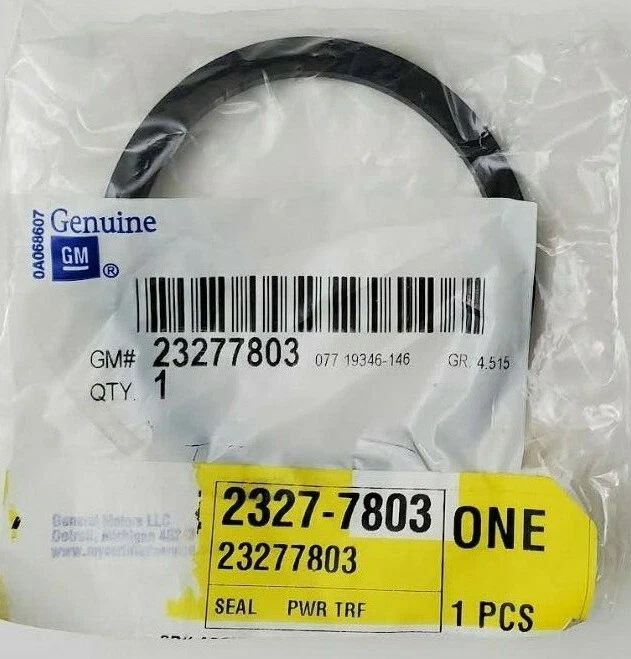 0A068607
Genuine
GM
®
GM# 23277803 077 19346-146 GR. 4.515
QTY. 1
2327-7803 ONE
23277803
SEAL PWR TRF 1 PCS
General Motors LLC
Detroit, Michigan